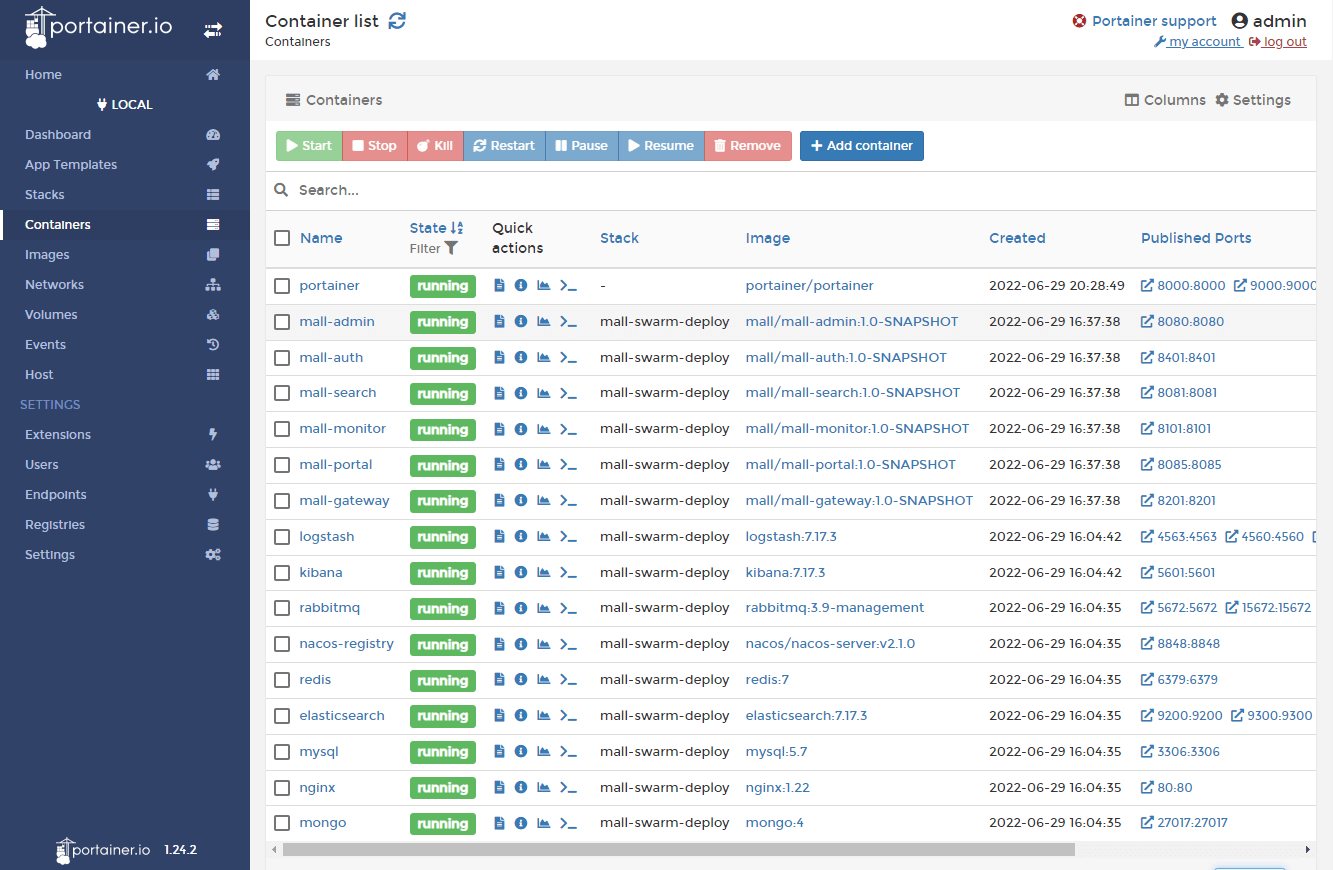 portainer.io
Home
LOCAL
Dashboard
App Templates
Stacks
Containers
Images
Networks
Volumes
Events
Host
SETTINGS
Extensions
Users
Endpoints
Registries
Settings
portainer.io 1.24.2
Container list
Containers
Portainer support admin
my account log out
Containers Columns Settings
Start Stop Kill Restart Pause Resume Remove Add container
Search...
Name State Filter Quick actions Stack Image Created Published Ports
portainer running - portainer/portainer 2022-06-29 20:28:49 8000:8000 9000:9000
mall-admin running mall-swarm-deploy mall/mall-admin:1.0-SNAPSHOT 2022-06-29 16:37:38 8080:8080
mall-auth running mall-swarm-deploy mall/mall-auth:1.0-SNAPSHOT 2022-06-29 16:37:38 8401:8401
mall-search running mall-swarm-deploy mall/mall-search:1.0-SNAPSHOT 2022-06-29 16:37:38 8081:8081
mall-monitor running mall-swarm-deploy mall/mall-monitor:1.0-SNAPSHOT 2022-06-29 16:37:38 8101:8101
mall-portal running mall-swarm-deploy mall/mall-portal:1.0-SNAPSHOT 2022-06-29 16:37:38 8085:8085
mall-gateway running mall-swarm-deploy mall/mall-gateway:1.0-SNAPSHOT 2022-06-29 16:37:38 8201:8201
logstash running mall-swarm-deploy logstash:7.17.3 2022-06-29 16:04:42 4563:4563 4560:4560
kibana running mall-swarm-deploy kibana:7.17.3 2022-06-29 16:04:42 5601:5601
rabbitmq running mall-swarm-deploy rabbitmq:3.9-management 2022-06-29 16:04:35 5672:5672 15672:15672
nacos-registry running mall-swarm-deploy nacos/nacos-server:v2.1.0 2022-06-29 16:04:35 8848:8848
redis running mall-swarm-deploy redis:7 2022-06-29 16:04:35 6379:6379
elasticsearch running mall-swarm-deploy elasticsearch:7.17.3 2022-06-29 16:04:35 9200:9200 9300:9300
mysql running mall-swarm-deploy mysql:5.7 2022-06-29 16:04:35 3306:3306
nginx running mall-swarm-deploy nginx:1.22 2022-06-29 16:04:35 80:80
mongo running mall-swarm-deploy mongo:4 2022-06-29 16:04:35 27017:27017